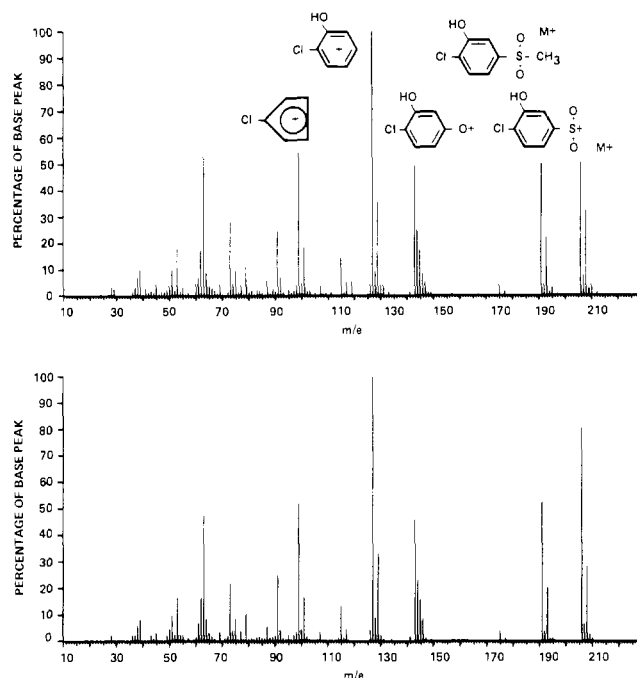 HO
Cl
+
Cl
+
HO
Cl
S
O
O
CH3
M+
HO
Cl
O+
HO
Cl
S+
O
O
M+
PERCENTAGE OF BASE PEAK
100
90
80
70
60
50
40
30
20
10
0
10 30 50 70 90 110 130 150 170 190 210
m/e
PERCENTAGE OF BASE PEAK
100
90
80
70
60
50
40
30
20
10
0
10 30 50 70 90 110 130 150 170 190 210
m/e